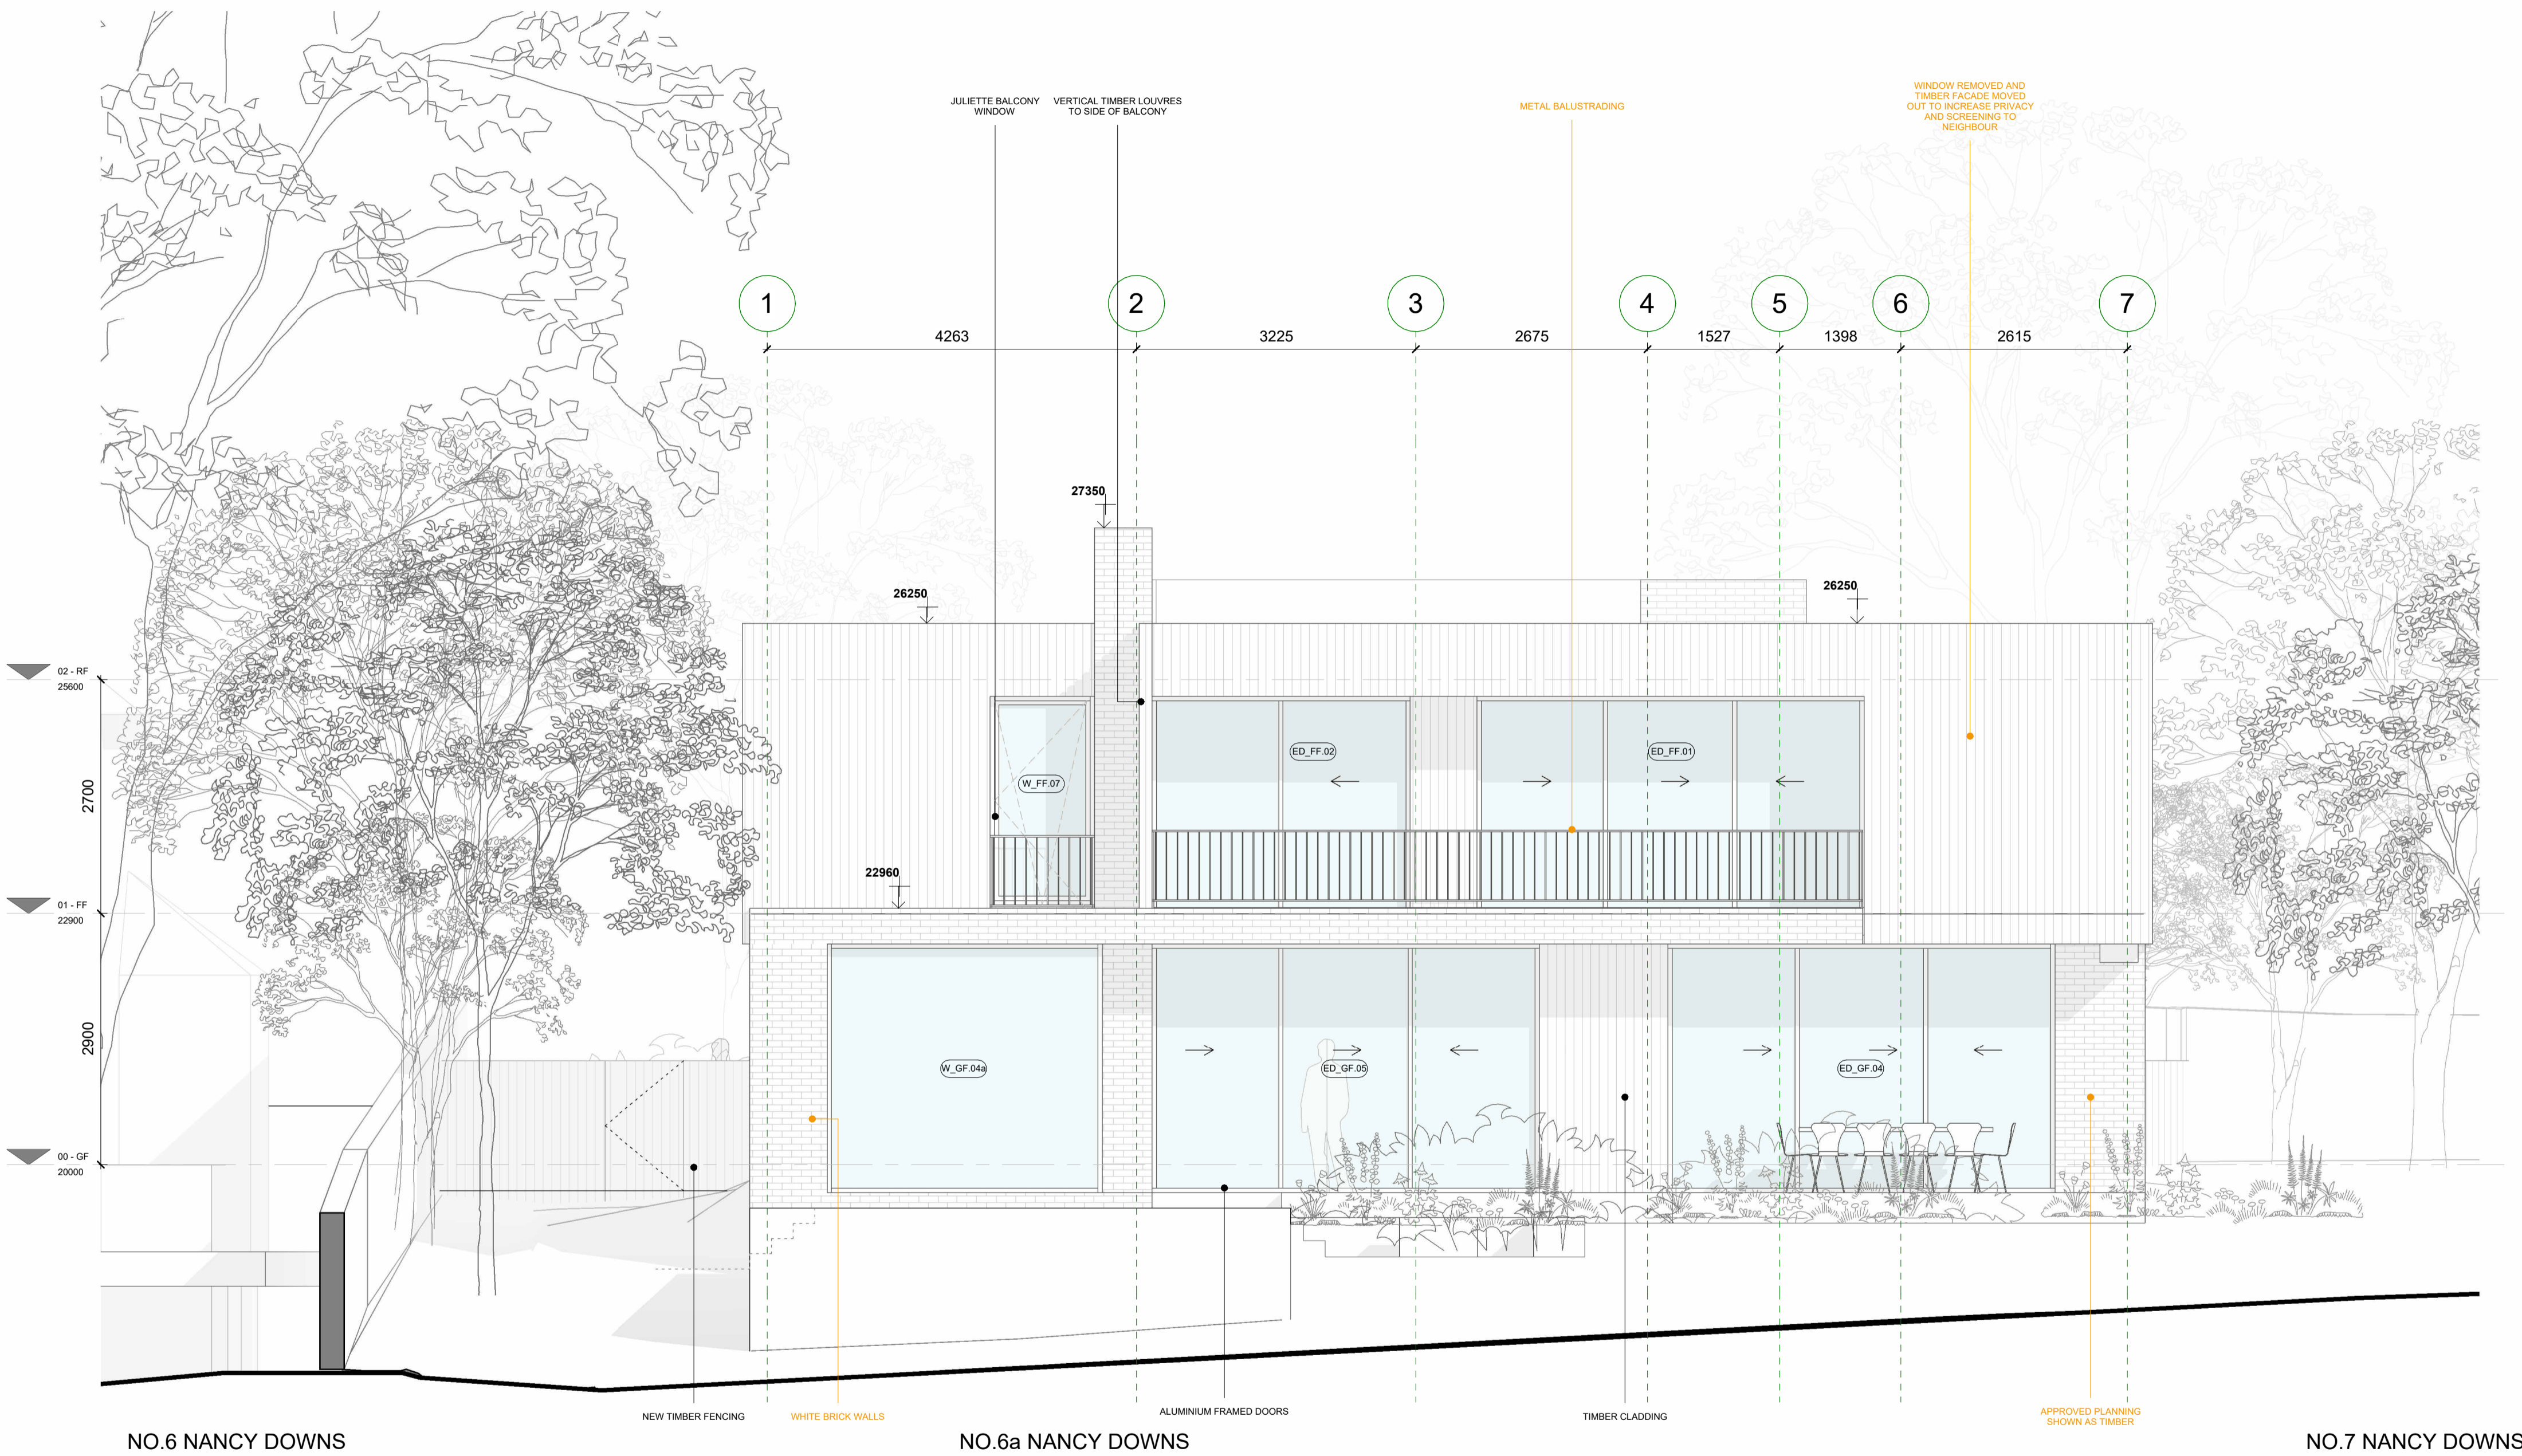 JULIETTE BALCONY
WINDOW
VERTICAL TIMBER LOUVRES
TO SIDE OF BALCONY
METAL BALUSTRADING
WINDOW REMOVED AND
TIMBER FACADE MOVED
OUT TO INCREASE PRIVACY
AND SCREENING TO
NEIGHBOUR
1
2
3
4
5
6
7
4263
3225
2675
1527
1398
2615
27350
26250
26250
02 - RF
25600
2700
ED_FF.02
ED_FF.01
W_FF.07
22960
01 - FF
22900
2900
W_GF.04a
ED_GF.05
ED_GF.04
00 - GF
20000
NEW TIMBER FENCING
WHITE BRICK WALLS
ALUMINIUM FRAMED DOORS
TIMBER CLADDING
APPROVED PLANNING
SHOWN AS TIMBER
NO.6 NANCY DOWNS
NO.6a NANCY DOWNS
NO.7 NANCY DOWNS